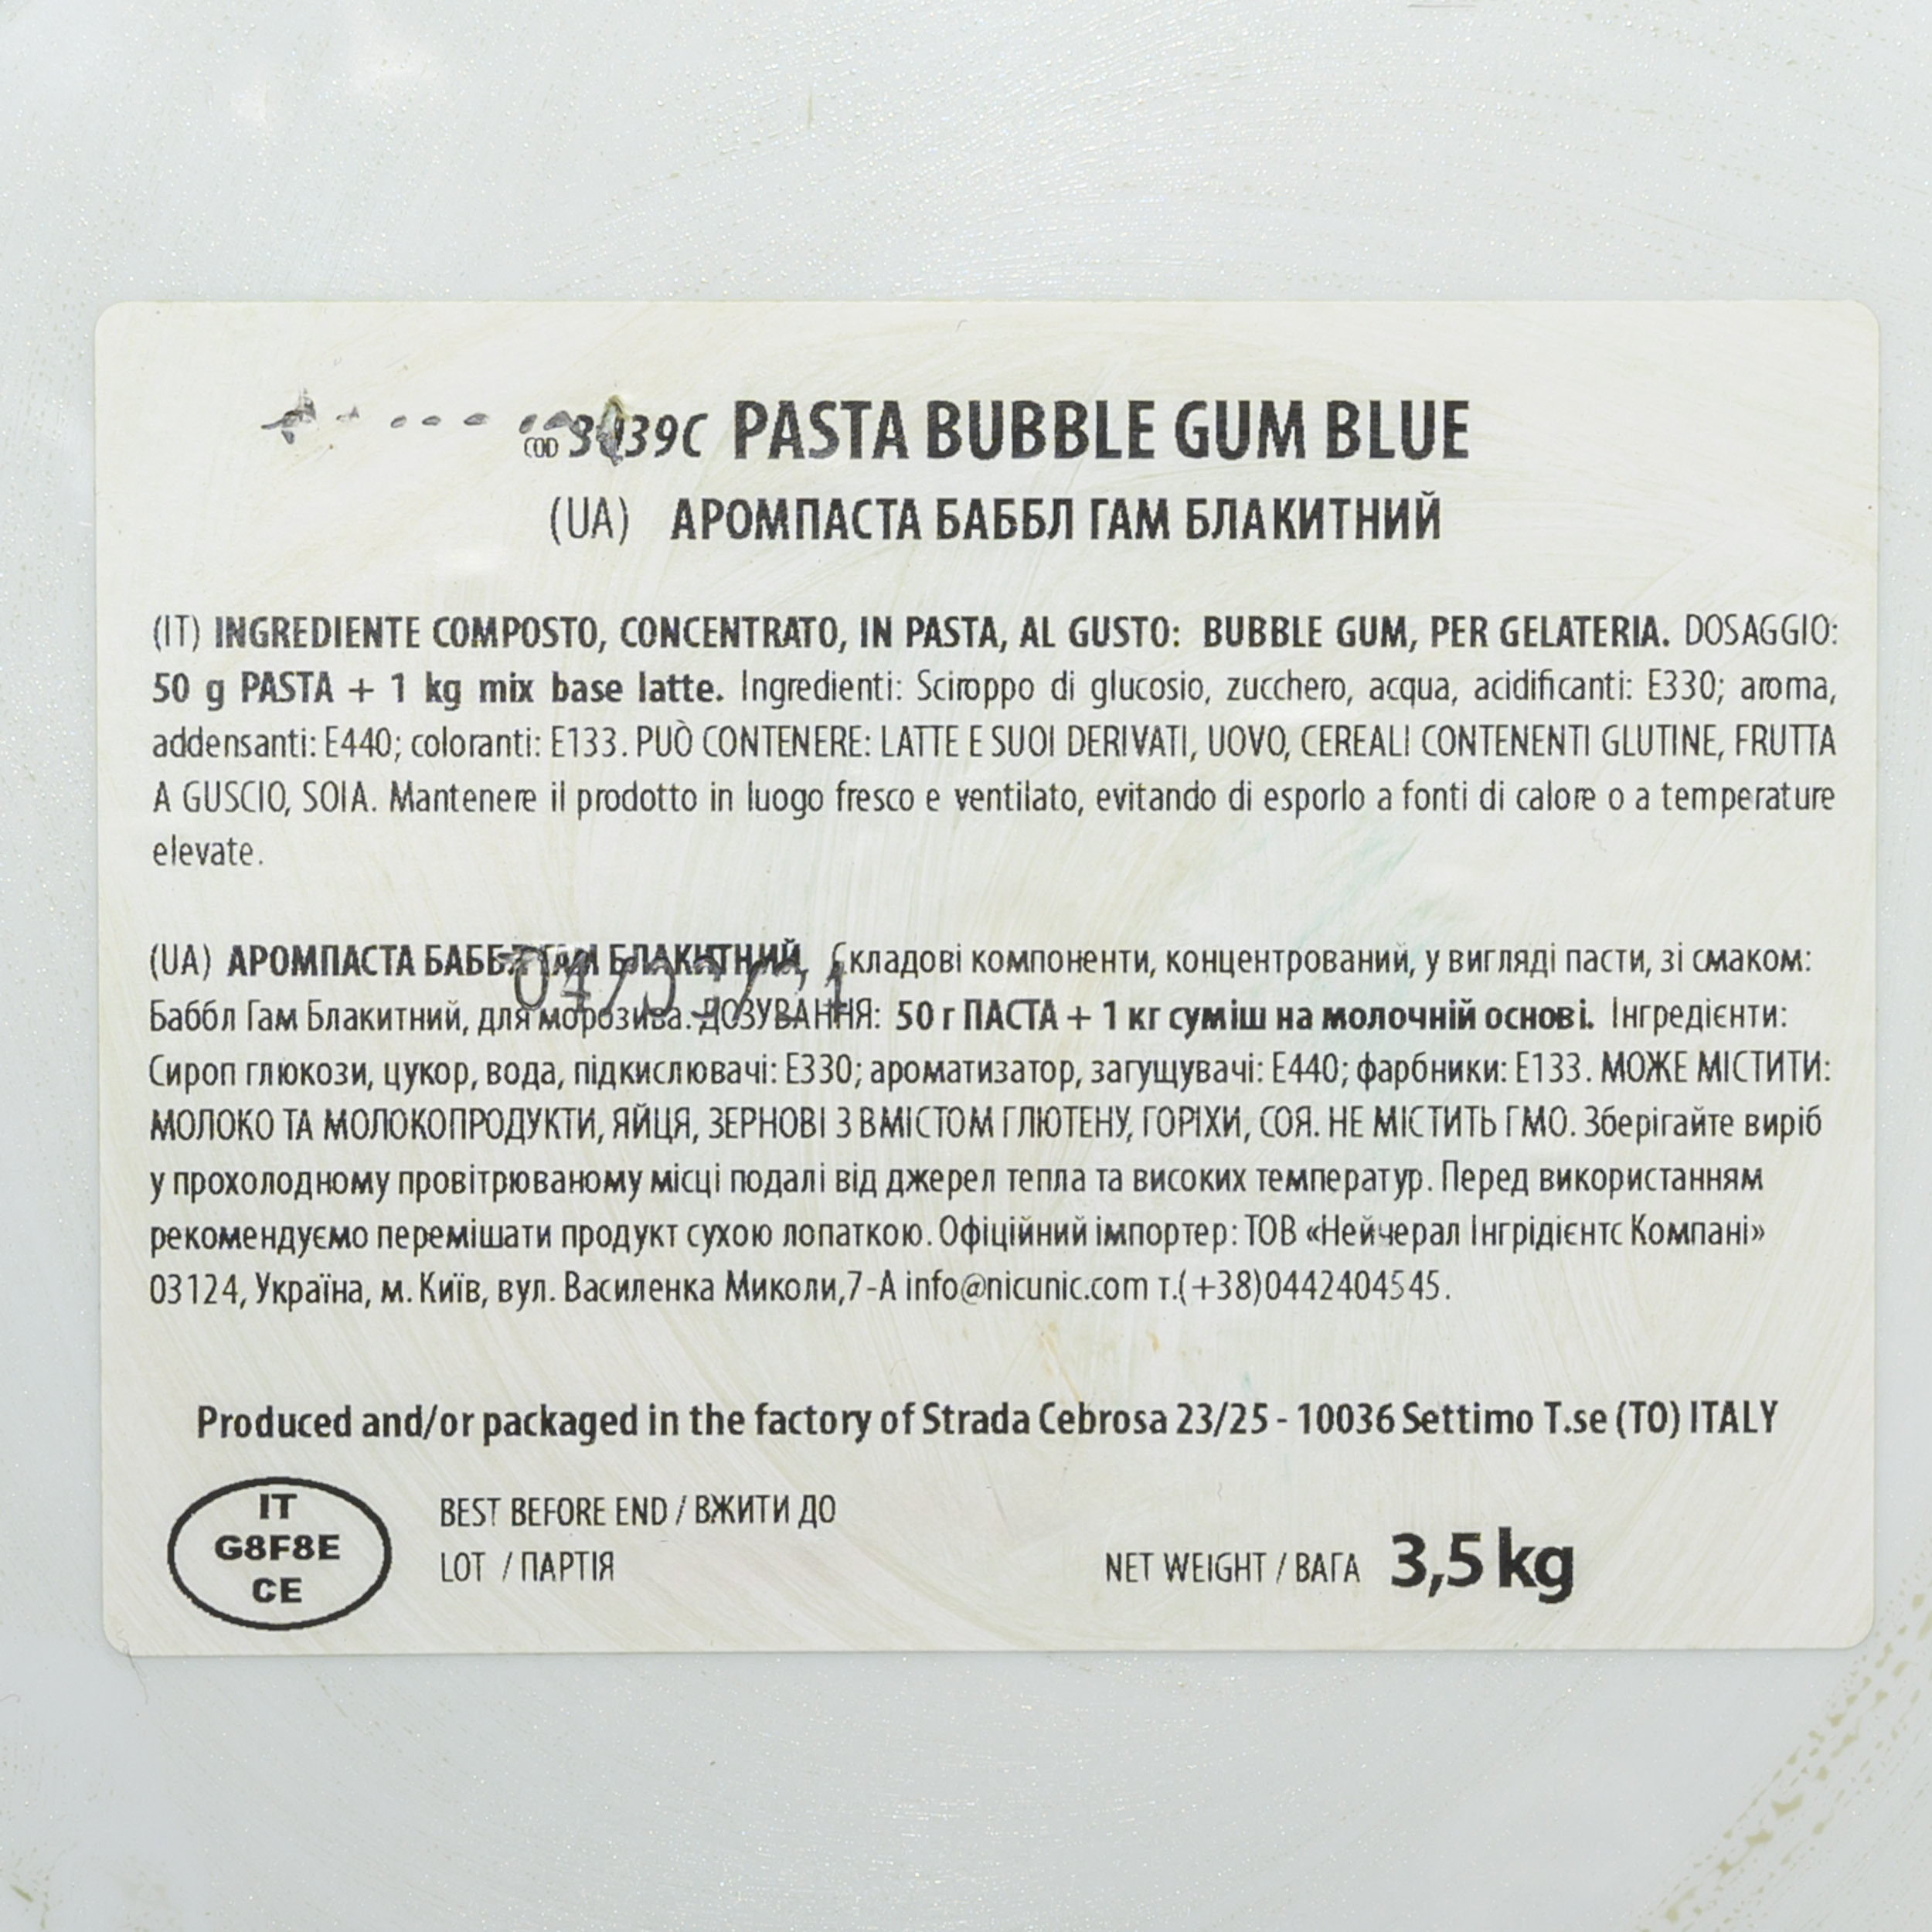 COD 3039C PASTA BUBBLE GUM BLUE
(UA) АРОМПАСТА БАББЛ ГАМ БЛАКИТНИЙ
(IT) INGREDIENTE COMPOSTO, CONCENTRATO, IN PASTA, AL GUSTO: BUBBLE GUM, PER GELATERIA. DOSAGGIO:
50 g PASTA + 1 kg mix base latte. Ingredienti: Sciroppo di glucosio, zucchero, acqua, acidificanti: E330; aroma,
addensanti: E440; coloranti: E133. PUÒ CONTENERE: LATTE E SUOI DERIVATI, UOVO, CEREALI CONTENENTI GLUTINE, FRUTTA
A GUSCIO, SOIA. Mantenere il prodotto in luogo fresco e ventilato, evitando di esporlo a fonti di calore o a temperature
elevate.
(UA) АРОМПАСТА БАББЛ ГАМ БЛАКИТНИЙ, Складові компоненти, концентрований, у вигляді пасти, зі смаком:
Баббл Гам Блакитний, для морозива. ДОЗУВАННЯ: 50 г ПАСТА + 1 кг суміш на молочній основі. Інгредієнти:
Сироп глюкози, цукор, вода, підкислювачі: Е330; ароматизатор, загущувачі: Е440; фарбники: Е133. МОЖЕ МІСТИТИ:
МОЛОКО ТА МОЛОКОПРОДУКТИ, ЯЙЦЯ, ЗЕРНОВІ З ВМІСТОМ ГЛЮТЕНУ, ГОРІХИ, СОЯ. НЕ МІСТИТЬ ГМО. Зберігайте виріб
у прохолодному провітрюваному місці подалі від джерел тепла та високих температур. Перед використанням
рекомендуємо перемішати продукт сухою лопаткою. Офіційний імпортер: ТОВ «Нейчерал Інгрідієнтс Компані»
03124, Україна, м. Київ, вул. Василенка Миколи,7-А info@nicunic.com т.(+38)0442404545.
Produced and/or packaged in the factory of Strada Cebrosa 23/25 - 10036 Settimo T.se (TO) ITALY
IT
G8F8E
CE
BEST BEFORE END / ВЖИТИ ДО
LOT / ПАРТІЯ
NET WEIGHT / ВАГА 3,5 kg